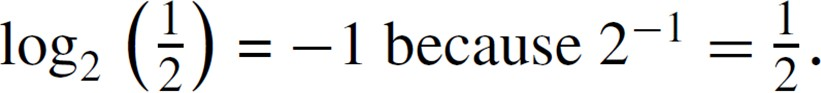 log₂ (1/2) = −1 because 2⁻¹ = 1/2.